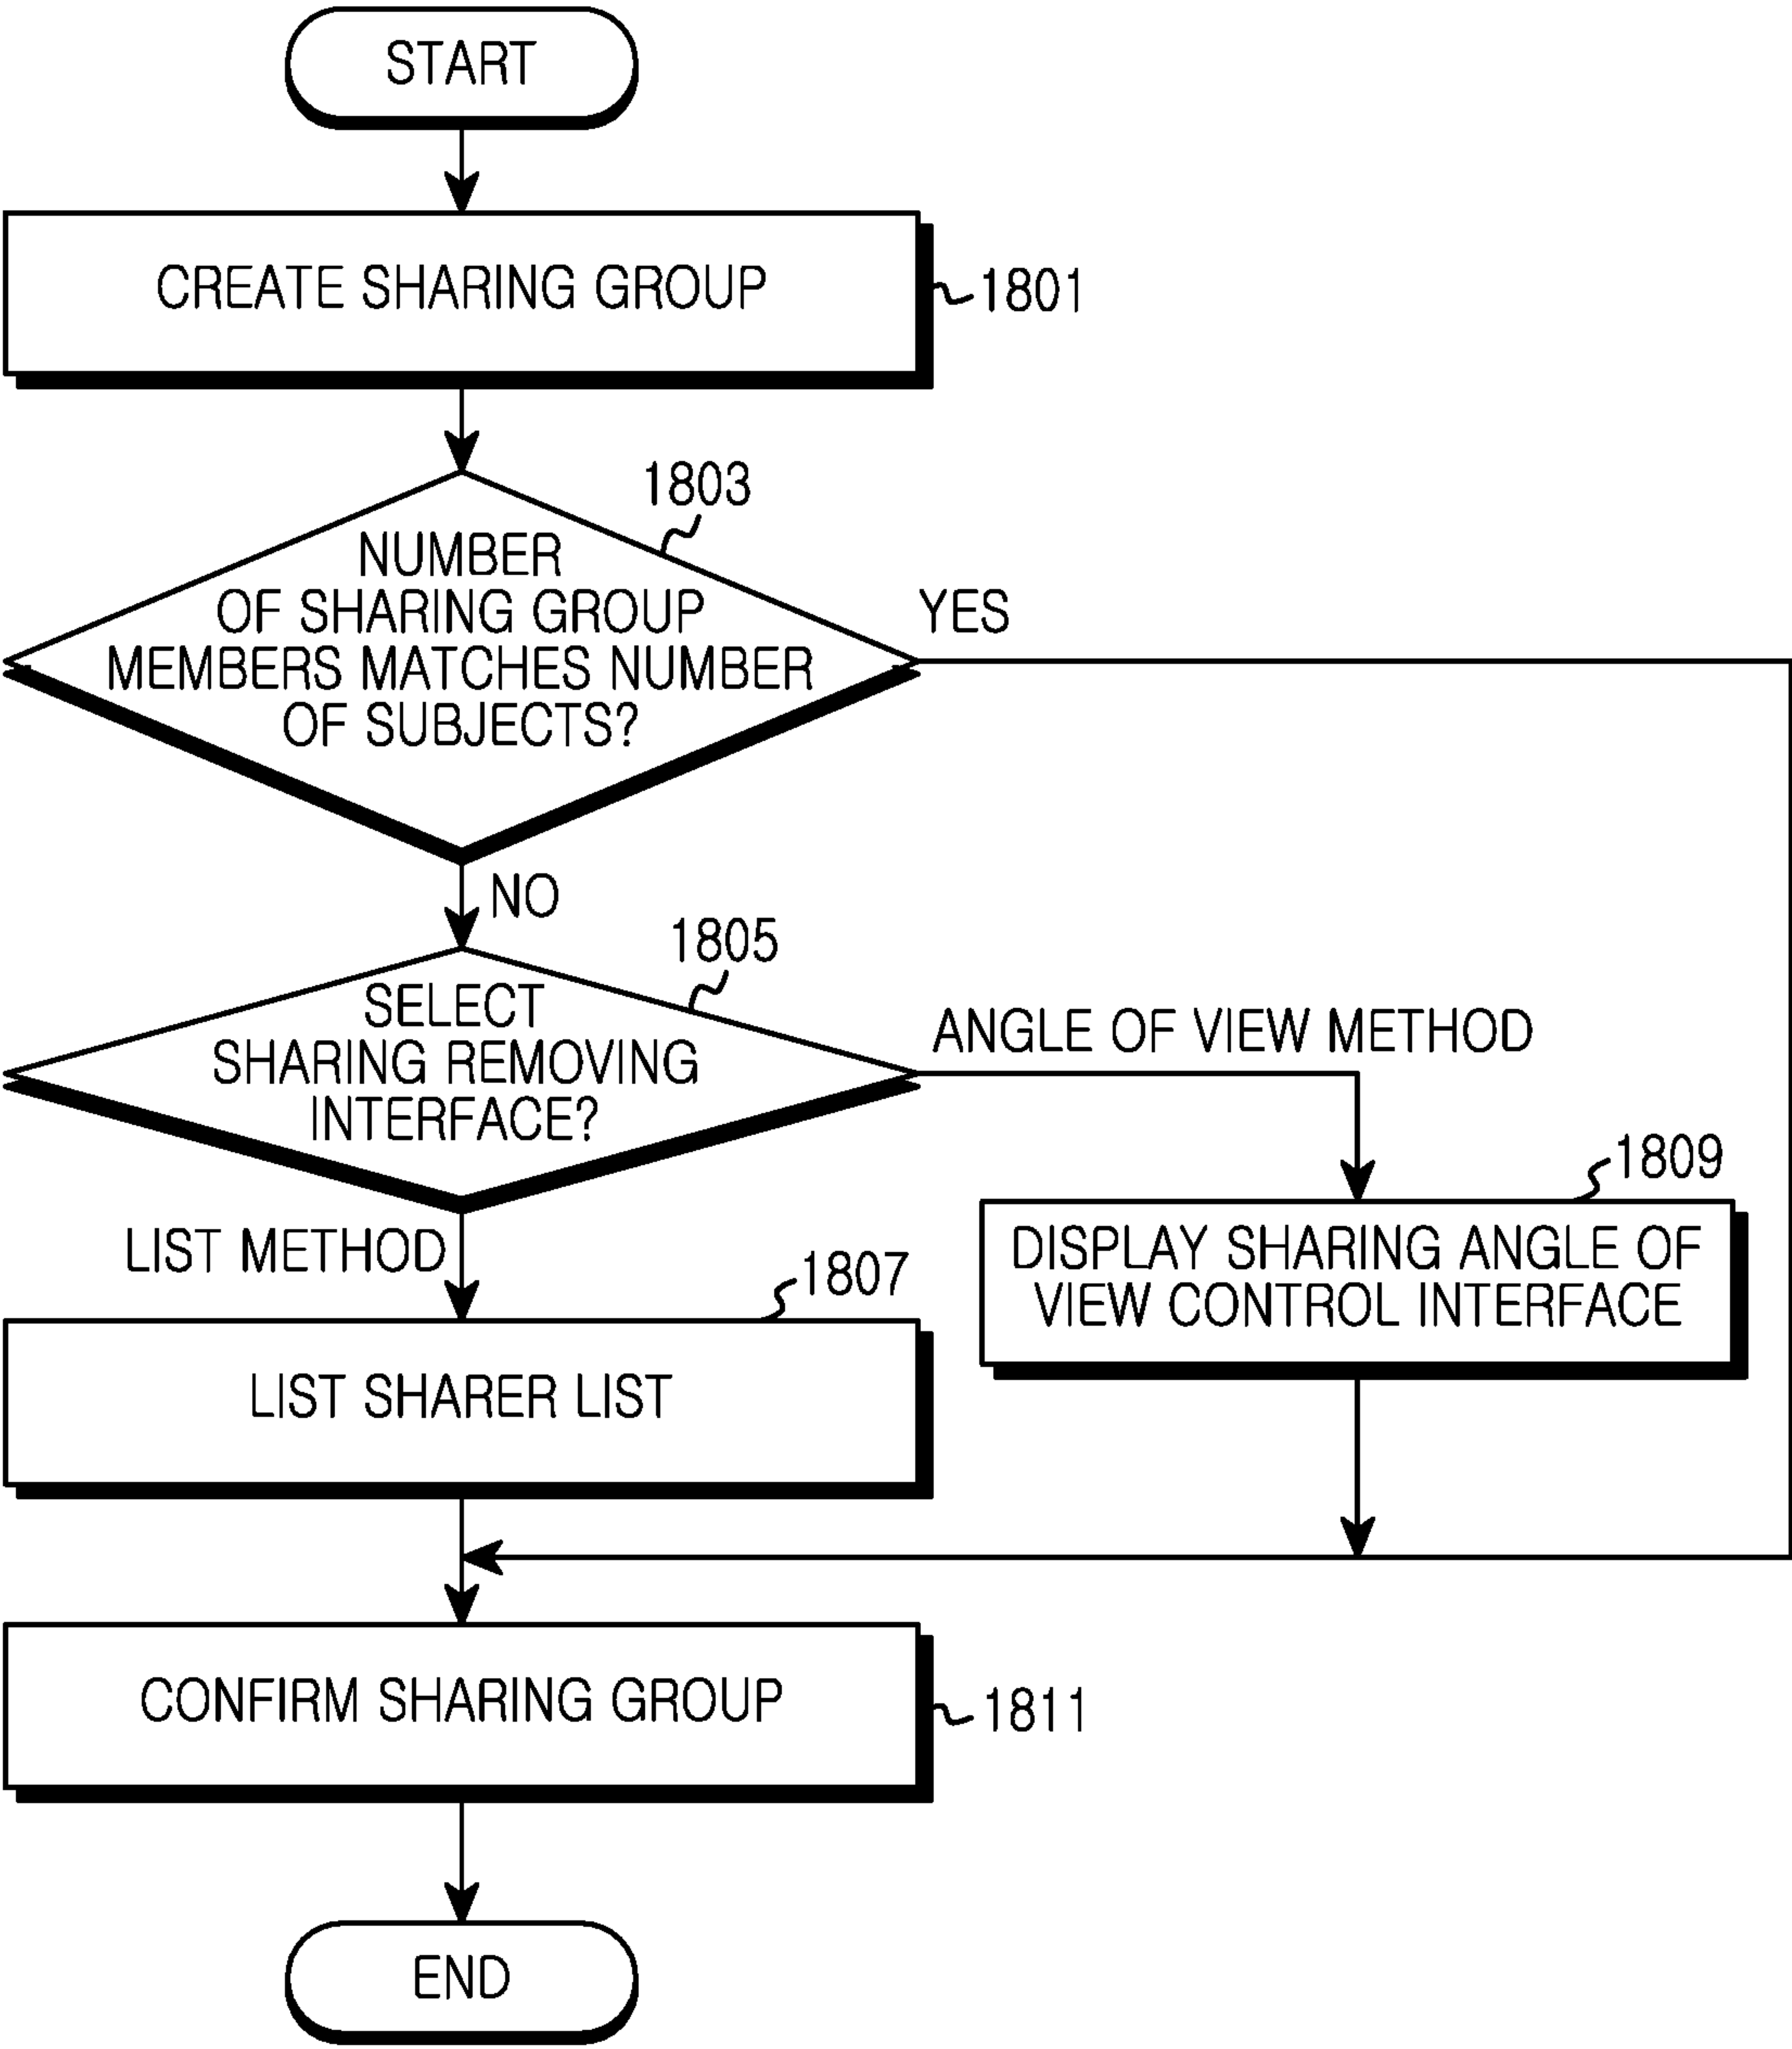 START
CREATE SHARING GROUP
1801
1803
NUMBER
OF SHARING GROUP
MEMBERS MATCHES NUMBER
OF SUBJECTS?
YES
NO
1805
SELECT
SHARING REMOVING
INTERFACE?
ANGLE OF VIEW METHOD
LIST METHOD
1809
DISPLAY SHARING ANGLE OF
VIEW CONTROL INTERFACE
1807
LIST SHARER LIST
CONFIRM SHARING GROUP
1811
END